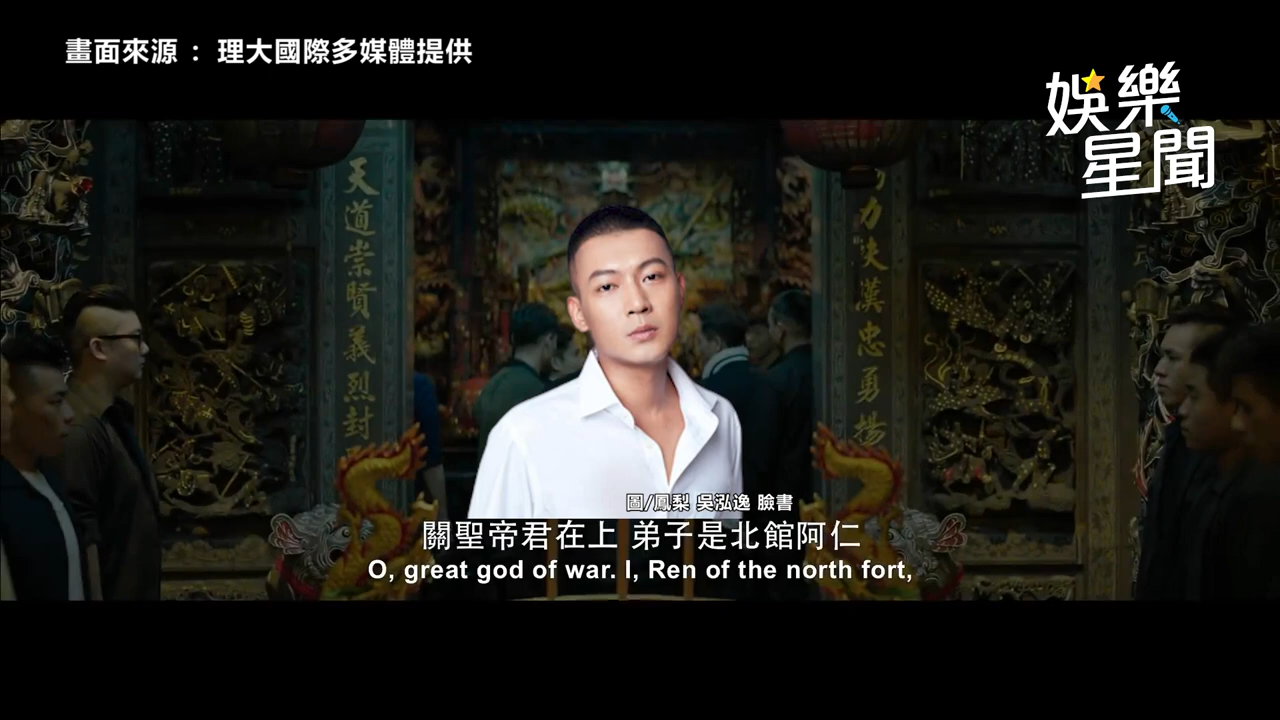 畫面來源 : 理大國際多媒體提供
娛樂
星聞
天道崇賢義烈封
力扶漢忠勇揚
圖/鳳梨 吳泓逸 臉書
關聖帝君在上 弟子是北館阿仁
O, great god of war. I, Ren of the north fort,